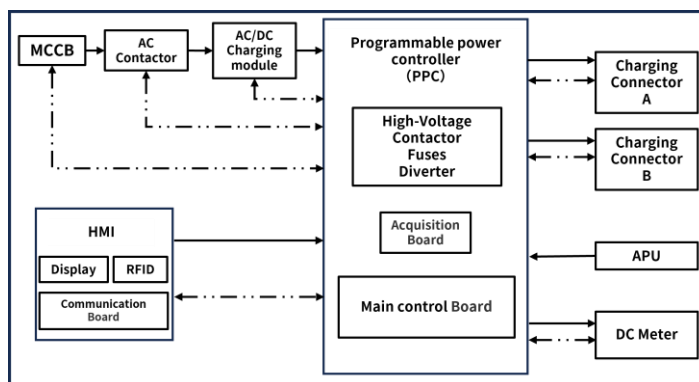 MCCB
AC
Contactor
AC/DC
Charging
module
Programmable power
controller
（PPC）
High-Voltage
Contactor
Fuses
Diverter
Acquisition
Board
Main control Board
HMI
Display
RFID
Communication
Board
Charging
Connector
A
Charging
Connector
B
APU
DC Meter